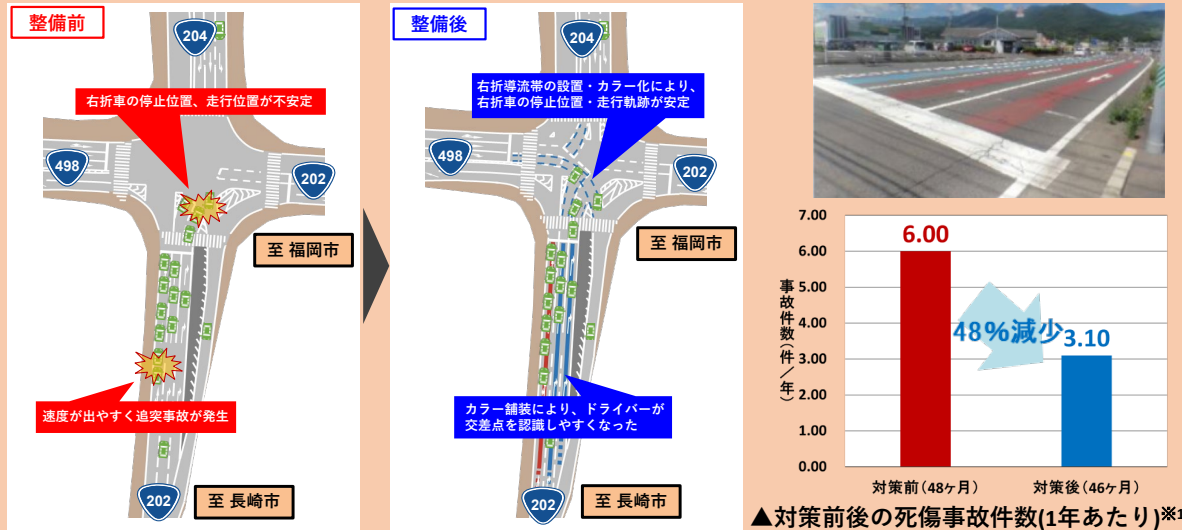 整備前
204
右折車の停止位置、走行位置が不安定
498
202
至 福岡市
速度が出やすく追突事故が発生
202
至 長崎市
整備後
204
右折導流帯の設置・カラー化により、
右折車の停止位置・走行軌跡が安定
498
202
至 福岡市
カラー舗装により、ドライバーが
交差点を認識しやすくなった
202
至 長崎市
事故件数(件/年)
7.00
6.00
5.00
4.00
3.00
2.00
1.00
0.00
6.00
48%減少
3.10
対策前(48ヶ月)
対策後(46ヶ月)
▲対策前後の死傷事故件数(1年あたり)※1